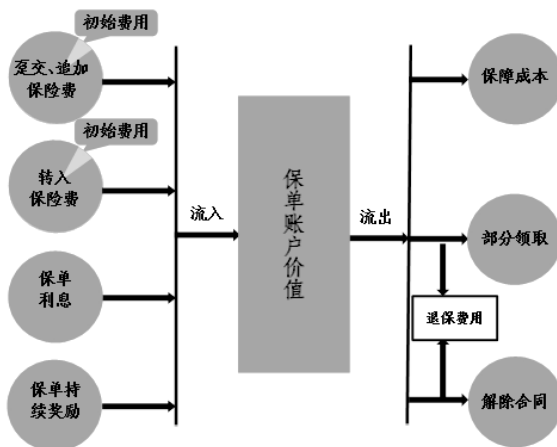 初始费用
趸交、追加
保险费
初始费用
转入
保险费
保单
利息
保单持
续奖励
流入
保单账户价值
流出
保障成本
部分领取
退保费用
解除合同